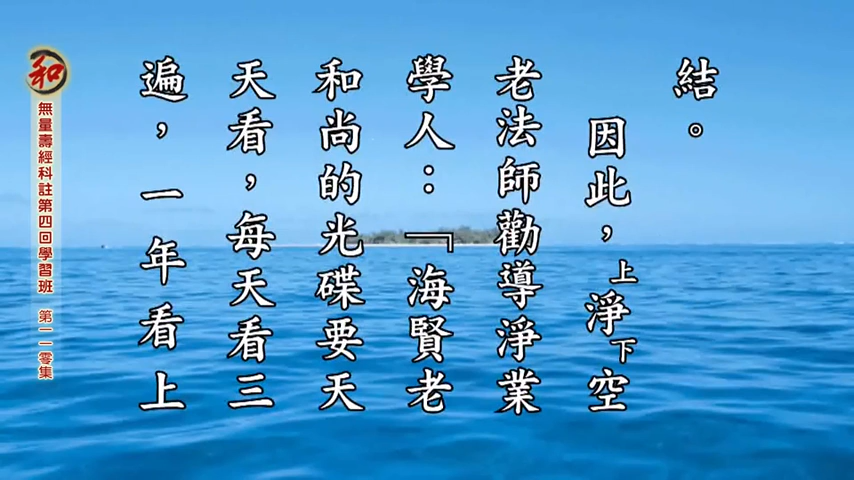 結。
因此，上淨下空
老法師勸導淨業
學人：「海賢老
和尚的光碟要天
天看，每天看三
遍，一年看上
和
無量壽經科註第四回學習班 第一一零集